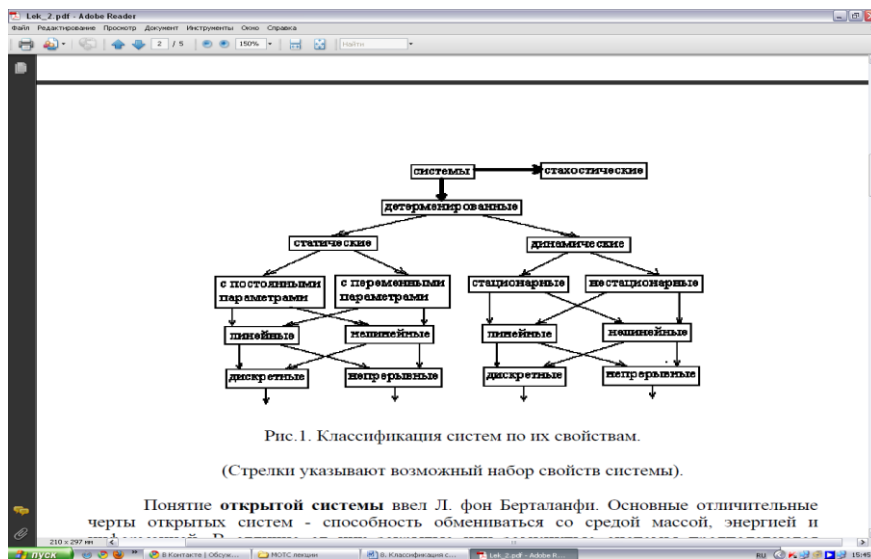 Lek_2.pdf - Adobe Reader
Файл Редактирование Просмотр Документ Инструменты Окно Справка
2 / 5 150% Найти
системы стахостические
детерменированные
статические динамические
с постоянными параметрами с переменными параметрами стационарные нестационарные
линейные нелинейные линейные нелинейные
дискретные непрерывные дискретные непрерывные
Рис.1. Классификация систем по их свойствам.
(Стрелки указывают возможный набор свойств системы).
Понятие открытой системы ввел Л. фон Берталанфи. Основные отличительные
черты открытых систем - способность обмениваться со средой массой, энергией и
210 x 297 мм
пуск В Контакте | Обсуж... МОТС лекции В. Классификация с... Lek_2.pdf - Adobe R... RU 15:45